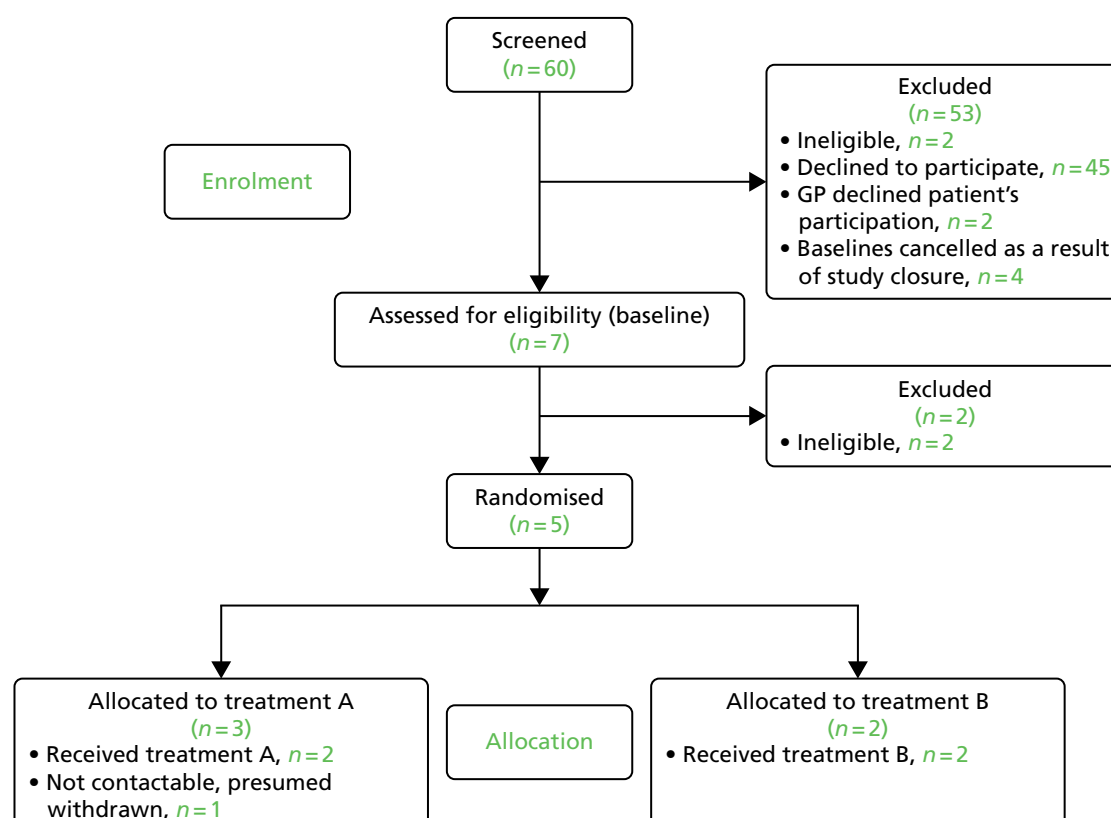 Screened
(n=60)
Excluded
(n=53)
• Ineligible, n=2
• Declined to participate, n=45
• GP declined patient's
participation, n=2
• Baselines cancelled as a result
of study closure, n=4
Enrolment
Assessed for eligibility (baseline)
(n=7)
Excluded
(n=2)
• Ineligible, n=2
Randomised
(n=5)
Allocated to treatment A
(n=3)
• Received treatment A, n=2
• Not contactable, presumed
withdrawn, n=1
Allocation
Allocated to treatment B
(n=2)
• Received treatment B, n=2